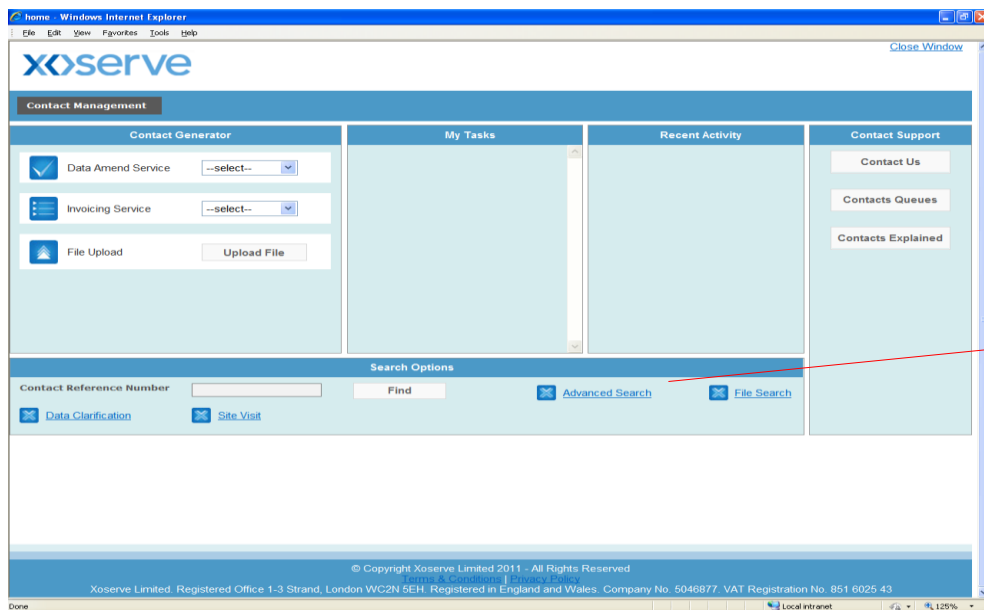 home - Windows Internet Explorer
File Edit View Favorites Tools Help
Close Window
xoserve
Contact Management
Contact Generator
My Tasks
Recent Activity
Contact Support
Data Amend Service
--select--
Contact Us
Invoicing Service
--select--
Contacts Queues
File Upload
Upload File
Contacts Explained
Search Options
Contact Reference Number
Find
Advanced Search
File Search
Data Clarification
Site Visit
© Copyright Xoserve Limited 2011 - All Rights Reserved
Terms & Conditions | Privacy Policy
Xoserve Limited. Registered Office 1-3 Strand, London WC2N 5EH. Registered in England and Wales. Company No. 5046877. VAT Registration No. 851 6025 43
Done
Local intranet
125%